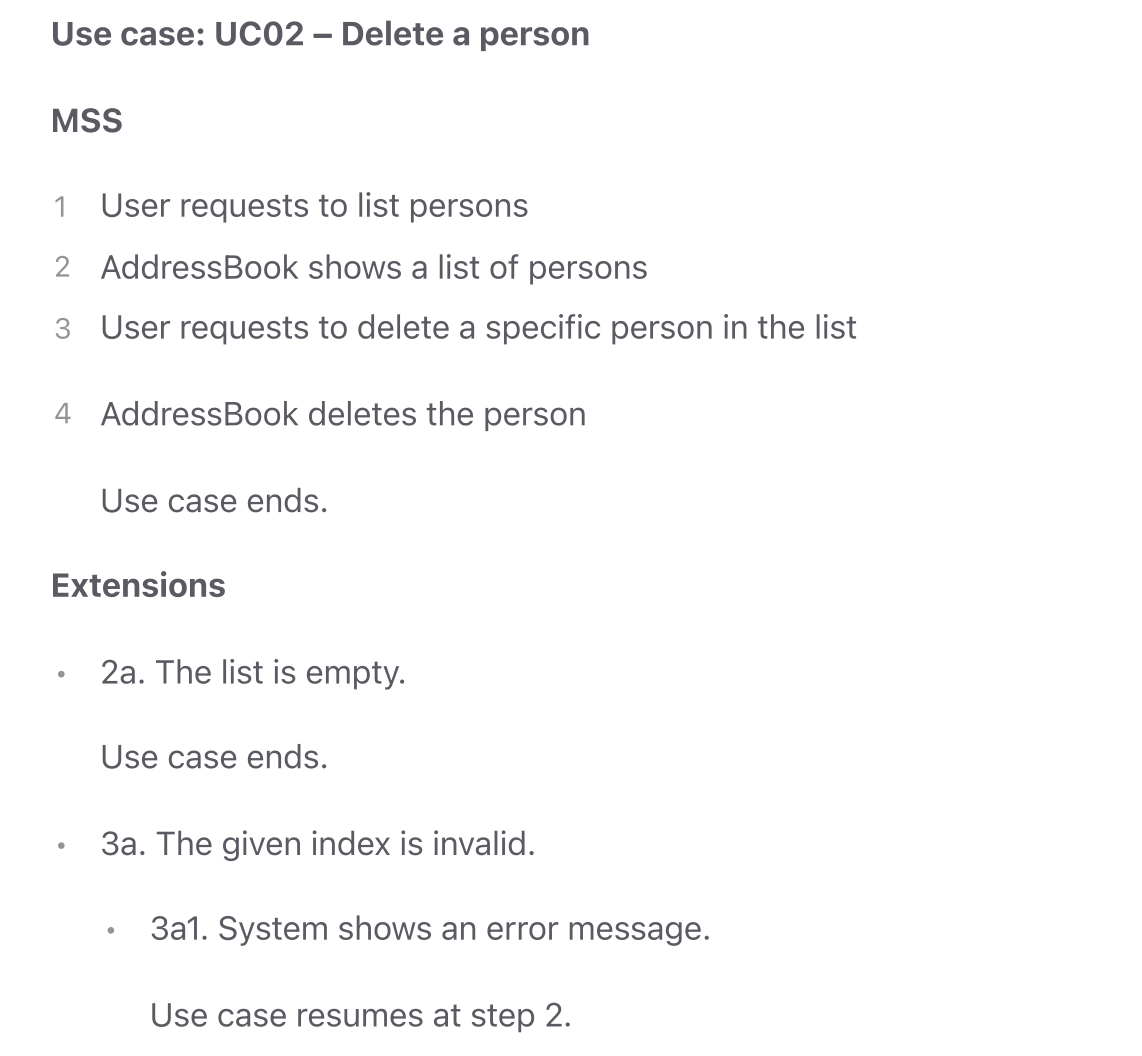 Use case: UC02 – Delete a person
MSS
1 User requests to list persons
2 AddressBook shows a list of persons
3 User requests to delete a specific person in the list
4 AddressBook deletes the person
Use case ends.
Extensions
• 2a. The list is empty.
Use case ends.
• 3a. The given index is invalid.
• 3a1. System shows an error message.
Use case resumes at step 2.